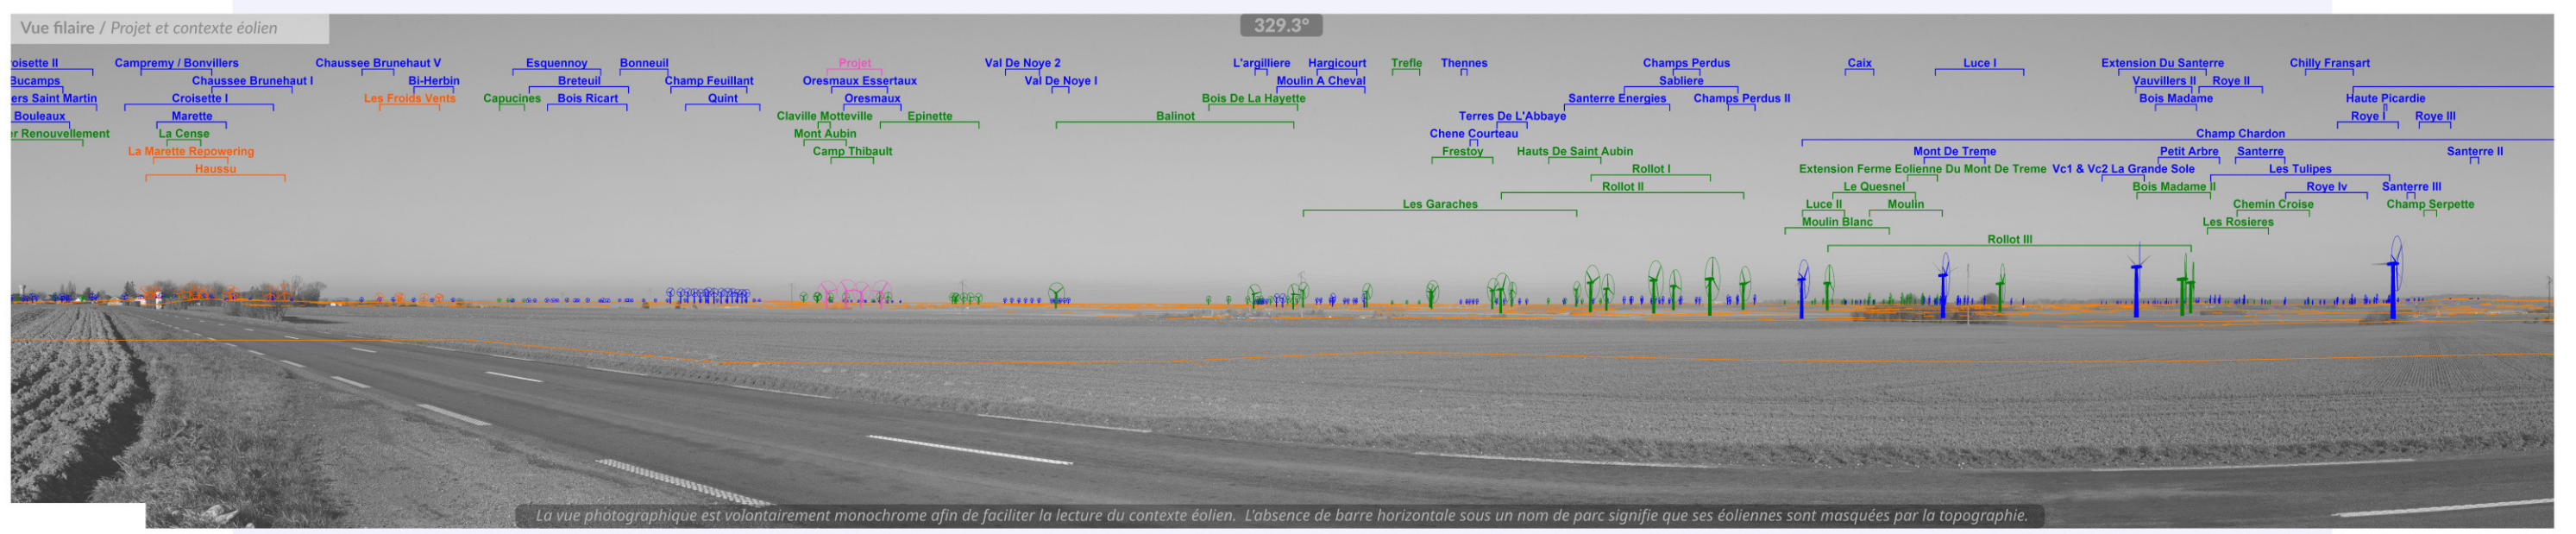 Vue filaire / Projet et contexte éolien
329.3°
oisette II
Campremy / Bonvillers
Chaussee Brunehaut V
Esquennoy
Bonneuil
Projet
Val De Noye 2
L'argilliere
Hargicourt
Trefle
Thennes
Champs Perdus
Caix
Luce I
Extension Du Santerre
Chilly Fransart
Bucamps
Chaussee Brunehaut I
Bi-Herbin
Breteuil
Champ Feuillant
Oresmaux Essertaux
Val De Noye I
Moulin A Cheval
Sabliere
Vauvillers II
Roye II
ers Saint Martin
Croisette I
Les Froids Vents
Capucines
Bois Ricart
Quint
Oresmaux
Bois De La Hayette
Santerre Energies
Champs Perdus II
Bois Madame
Haute Picardie
Bouleaux
Marette
Claville Motteville
Epinette
Balinot
Terres De L'Abbaye
Roye I
Roye III
er Renouvellement
La Cense
Mont Aubin
Chene Courteau
Champ Chardon
La Marette Repowering
Camp Thibault
Frestoy
Hauts De Saint Aubin
Mont De Treme
Petit Arbre
Santerre
Santerre II
Haussu
Rollot I
Extension Ferme Eolienne Du Mont De Treme
Vc1 & Vc2 La Grande Sole
Les Tulipes
Rollot II
Le Quesnel
Bois Madame II
Roye Iv
Santerre III
Les Garaches
Luce II
Moulin
Chemin Croise
Champ Serpette
Moulin Blanc
Les Rosieres
Rollot III
La vue photographique est volontairement monochrome afin de faciliter la lecture du contexte éolien. L'absence de barre horizontale sous un nom de parc signifie que ses éoliennes sont masquées par la topographie.